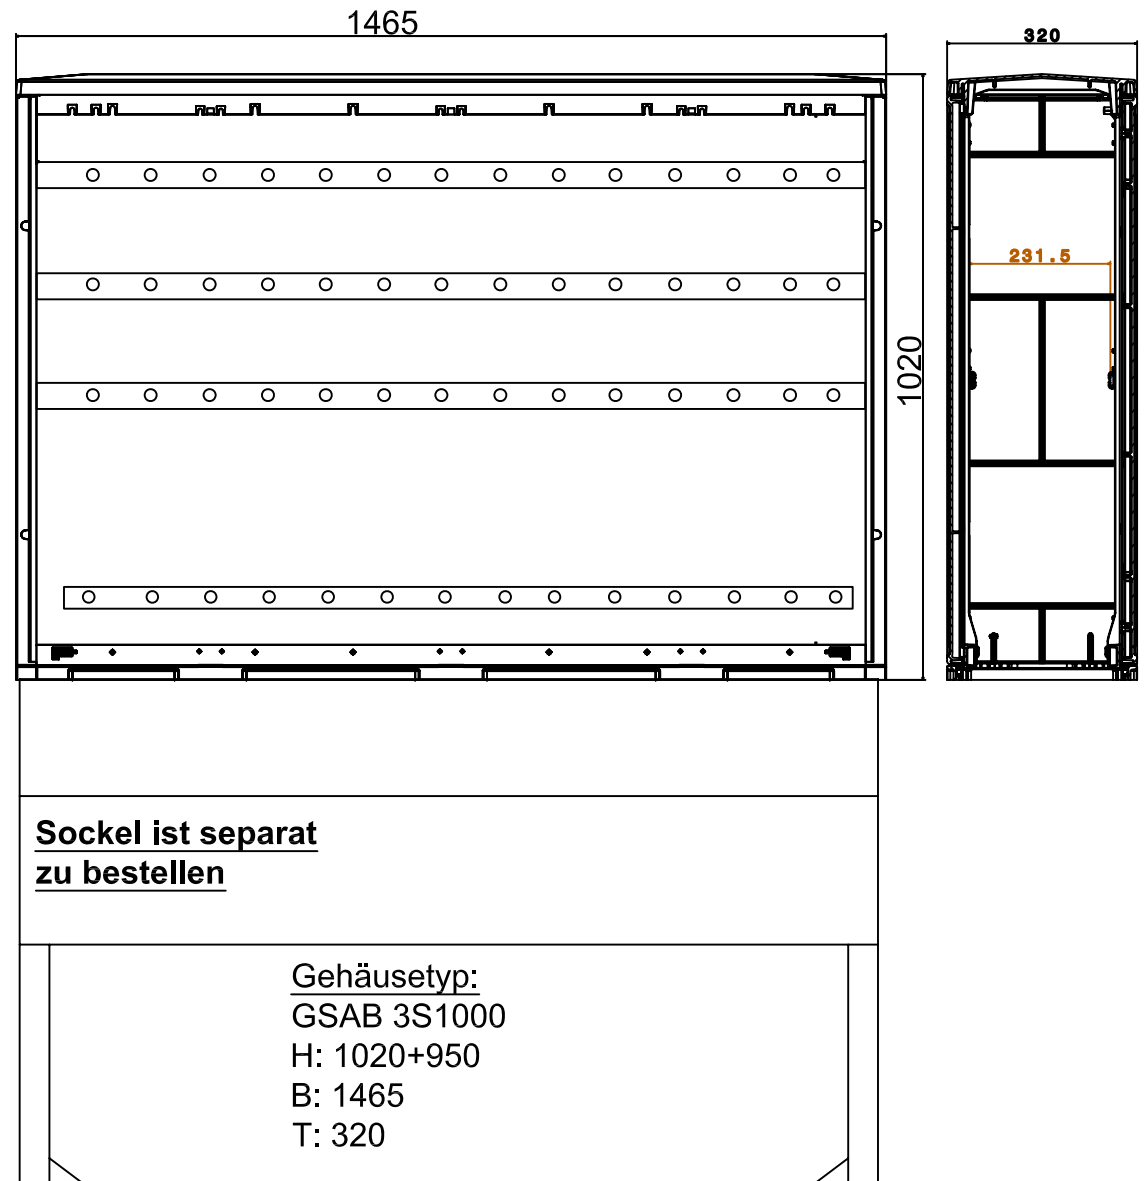 1465
320
231.5
1020
Sockel ist separat
zu bestellen
Gehäusetyp:
GSAB 3S1000
H: 1020+950
B: 1465
T: 320